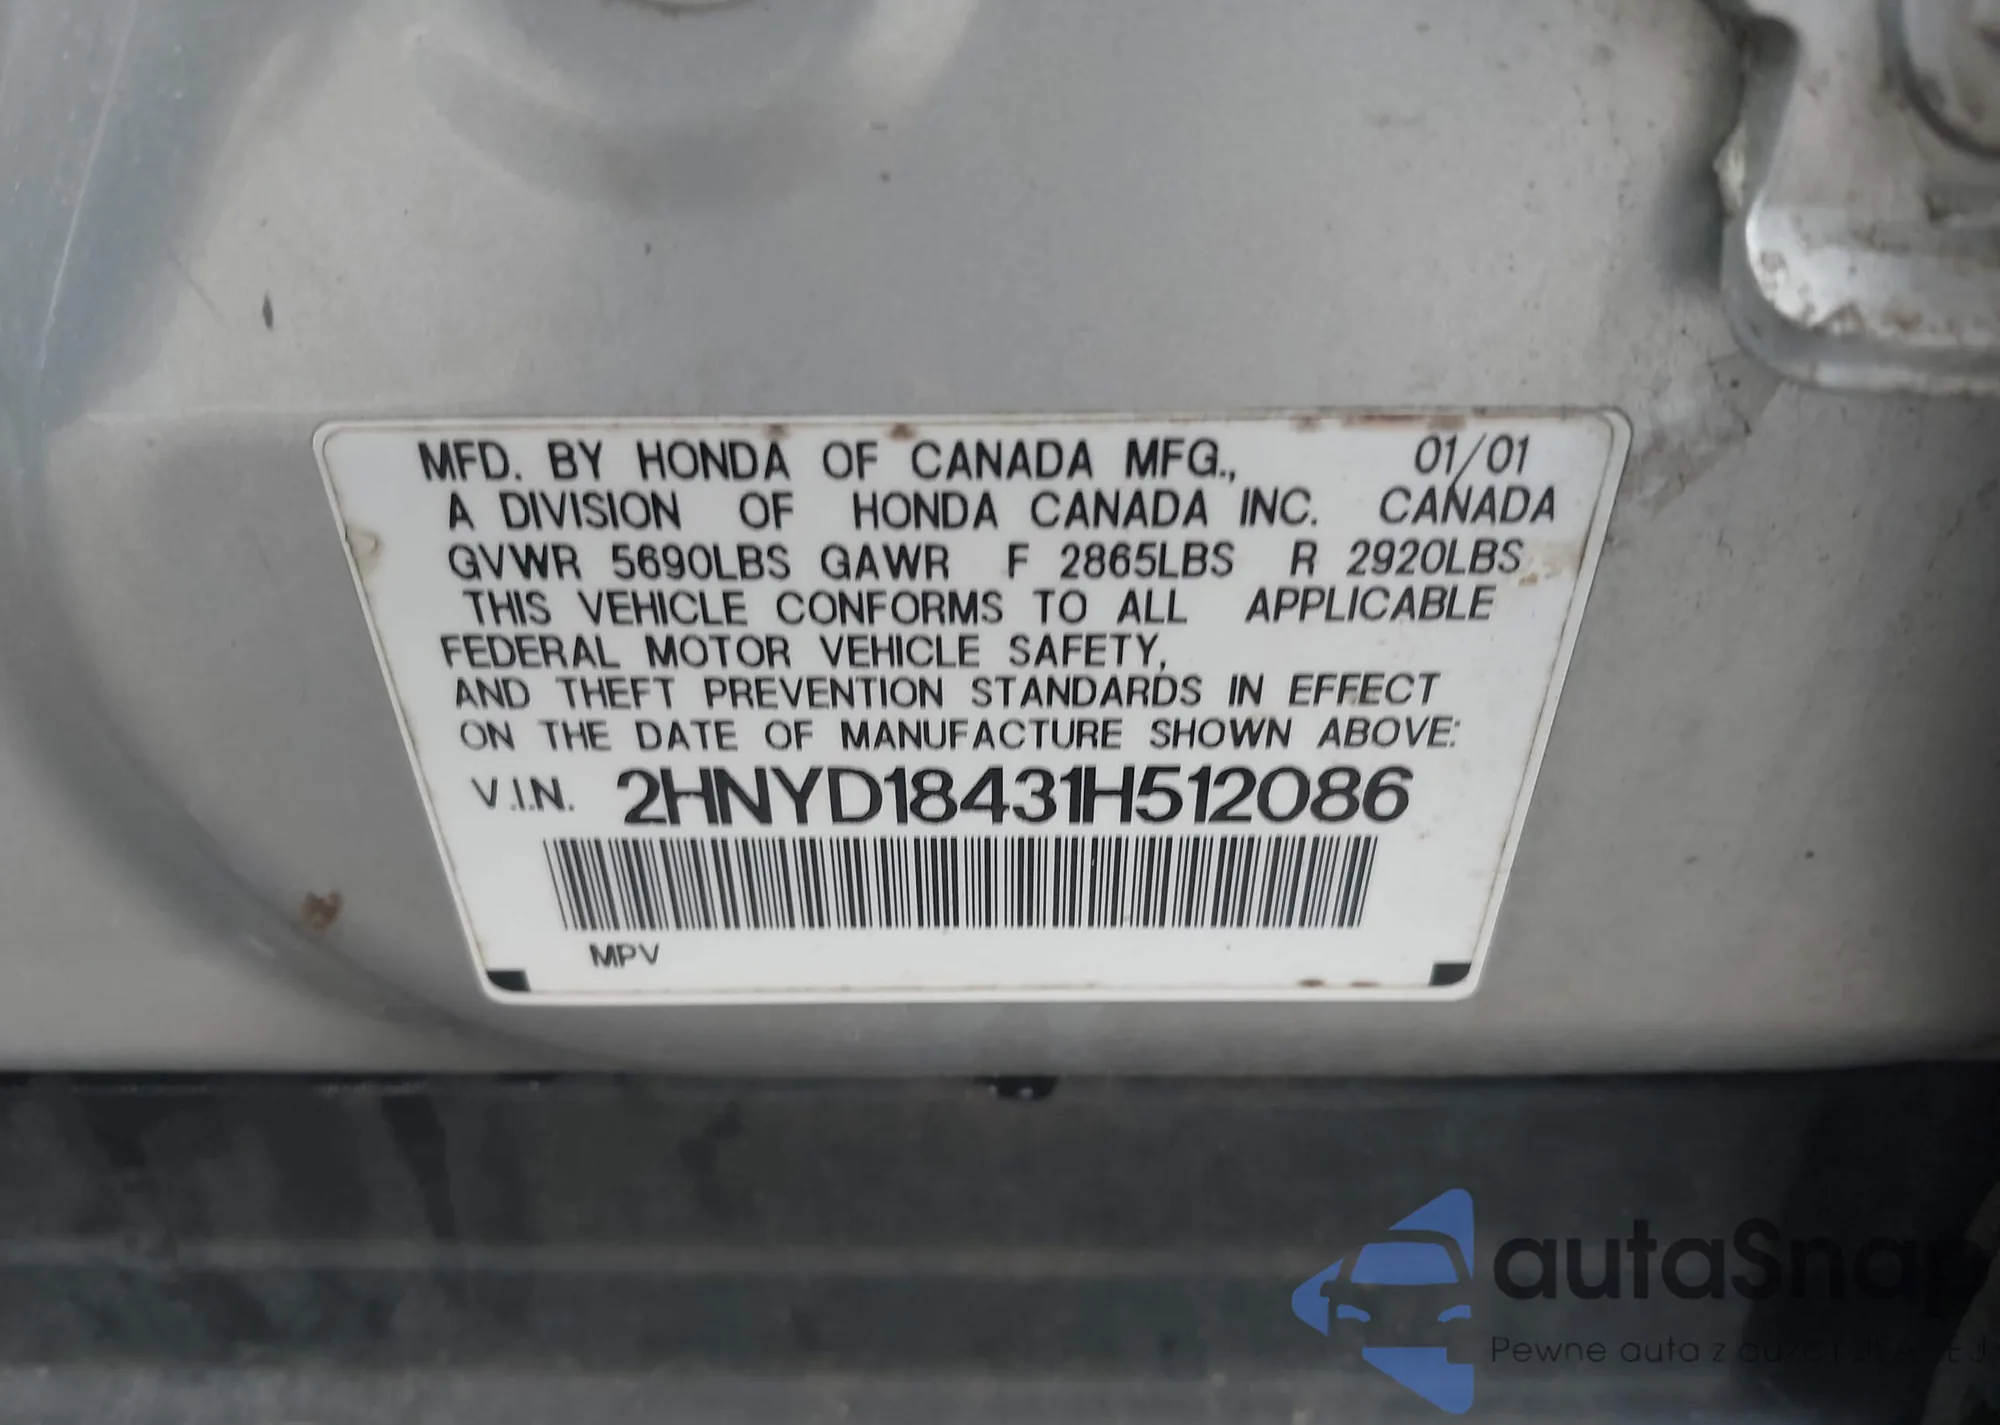 MFD. BY HONDA OF CANADA MFG., 01/01
A DIVISION OF HONDA CANADA INC. CANADA
GVWR 5690LBS GAWR F 2865LBS R 2920LBS
THIS VEHICLE CONFORMS TO ALL APPLICABLE
FEDERAL MOTOR VEHICLE SAFETY,
AND THEFT PREVENTION STANDARDS IN EFFECT
ON THE DATE OF MANUFACTURE SHOWN ABOVE:
V.I.N. 2HNYD18431H512086
MPV
autaSnap
Pewne auta z